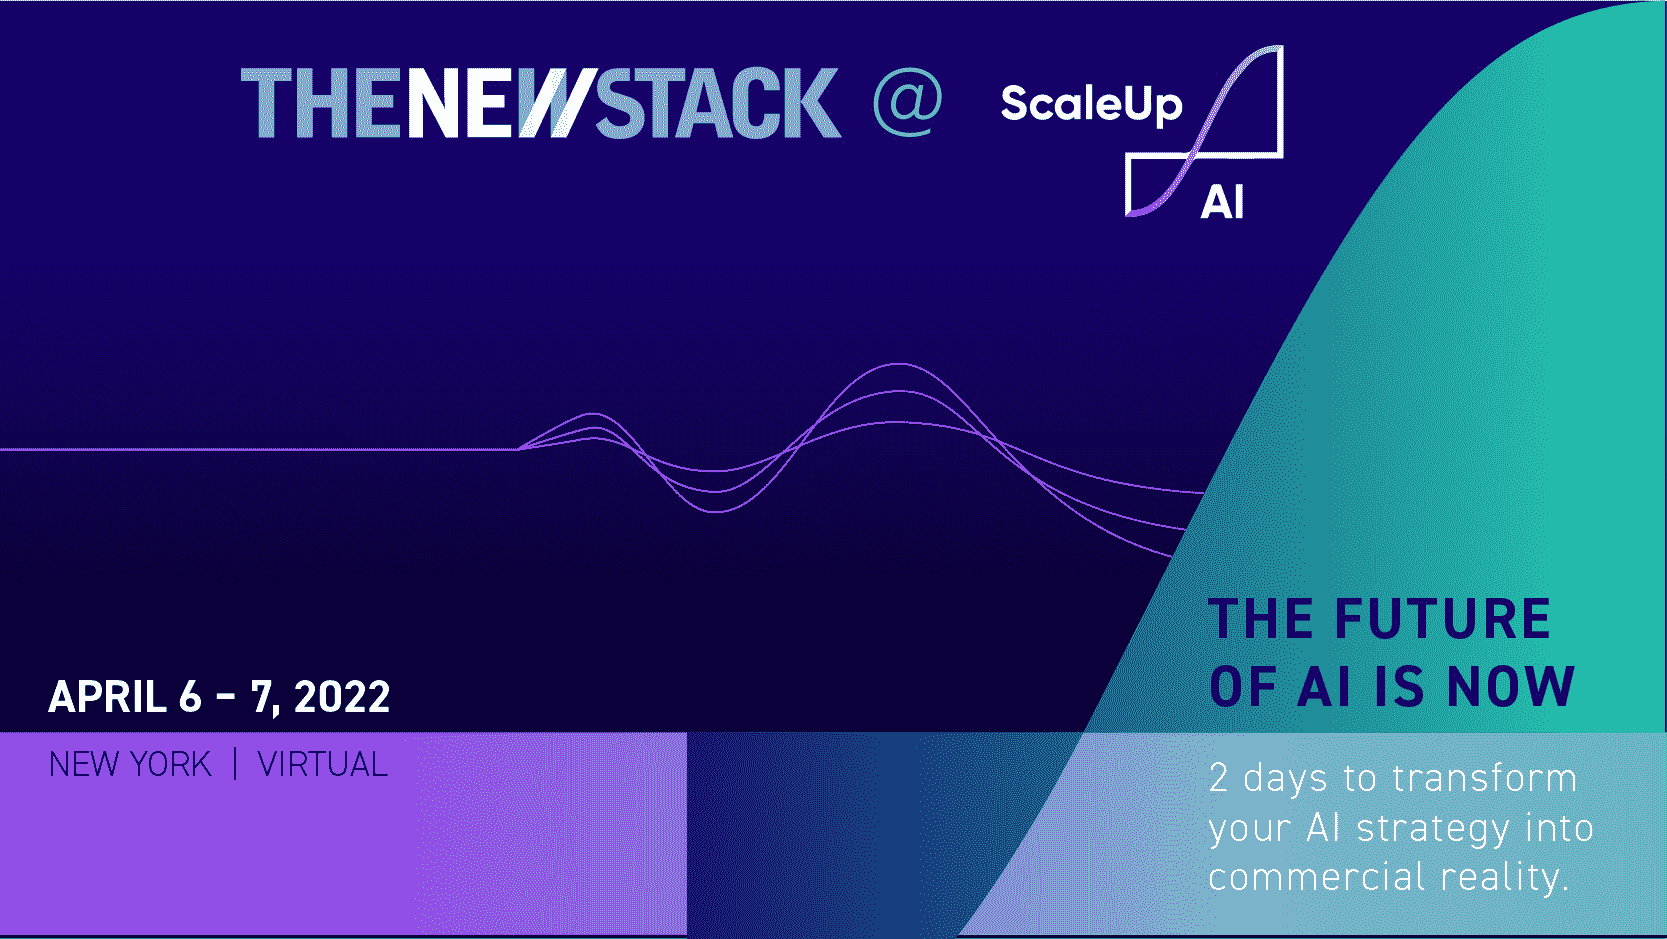 THENEWSTACK @ ScaleUp
AI
THE FUTURE
OF AI IS NOW
APRIL 6 – 7, 2022
NEW YORK | VIRTUAL
2 days to transform
your AI strategy into
commercial reality.